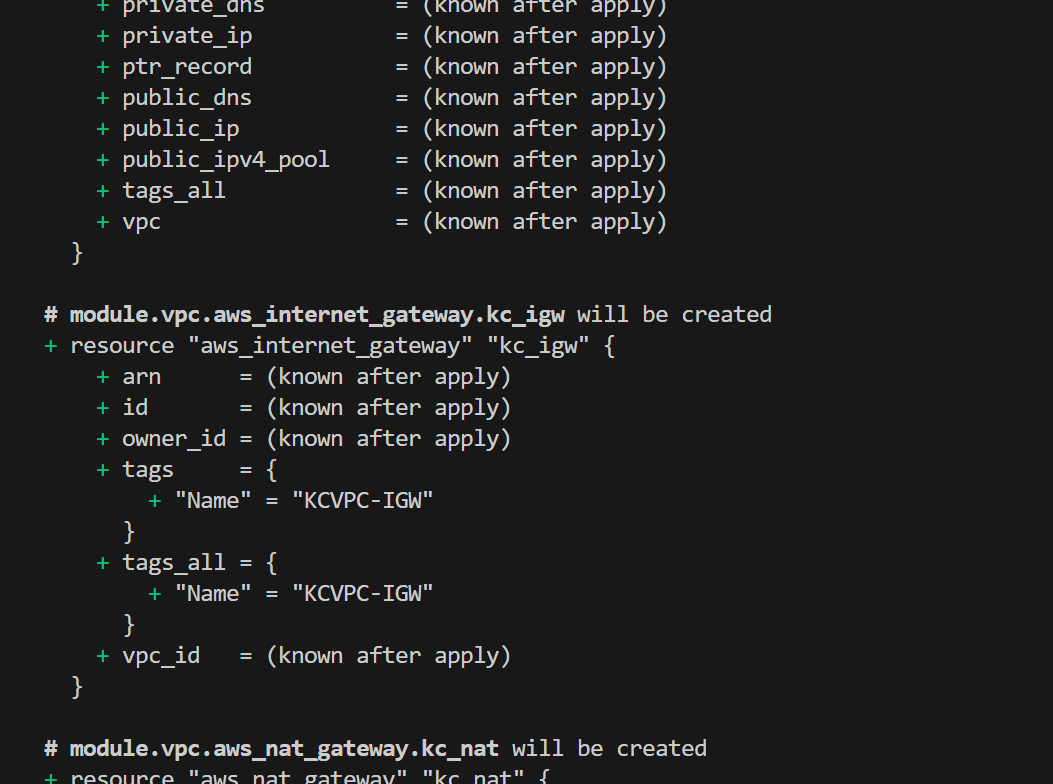 + private_dns = (known after apply)
+ private_ip = (known after apply)
+ ptr_record = (known after apply)
+ public_dns = (known after apply)
+ public_ip = (known after apply)
+ public_ipv4_pool = (known after apply)
+ tags_all = (known after apply)
+ vpc = (known after apply)
}
# module.vpc.aws_internet_gateway.kc_igw will be created
+ resource "aws_internet_gateway" "kc_igw" {
+ arn = (known after apply)
+ id = (known after apply)
+ owner_id = (known after apply)
+ tags = {
+ "Name" = "KCVPC-IGW"
}
+ tags_all = {
+ "Name" = "KCVPC-IGW"
}
+ vpc_id = (known after apply)
}
# module.vpc.aws_nat_gateway.kc_nat will be created
+ resource "aws_nat_gateway" "kc_nat" {